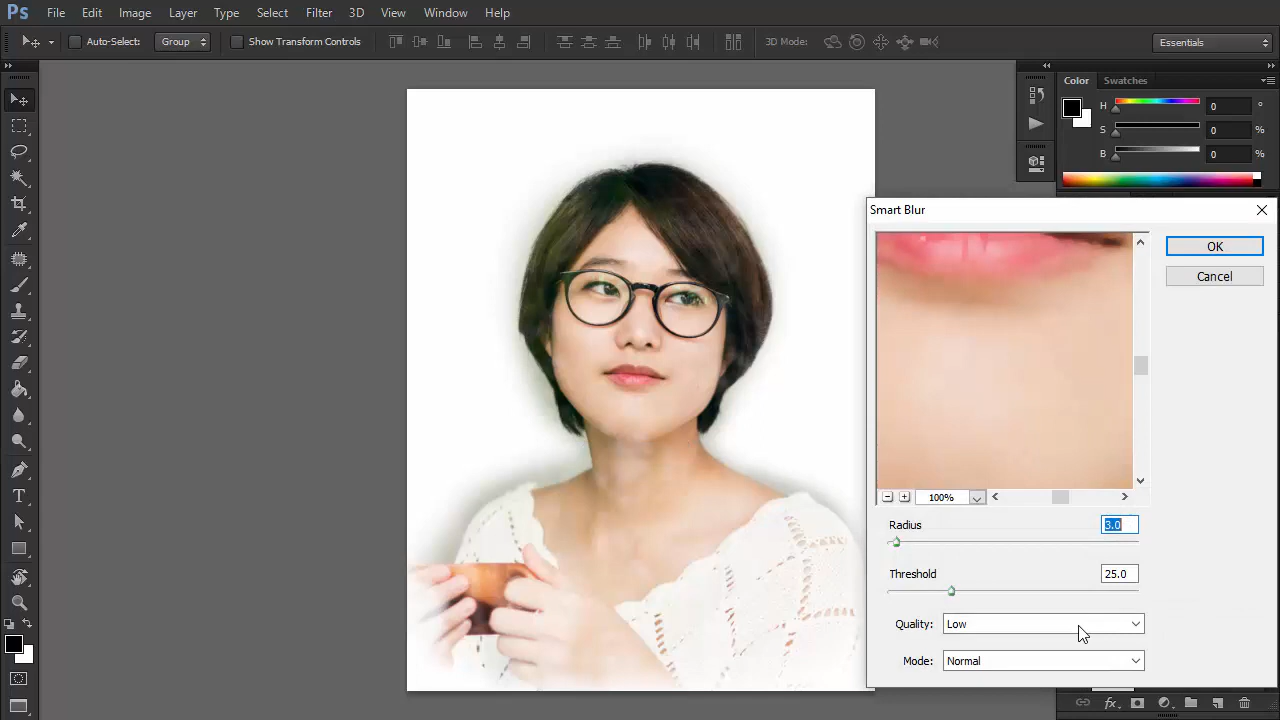 Ps File Edit Image Layer Type Select Filter 3D View Window Help
Auto-Select: Group Show Transform Controls 3D Mode: Essentials
Color Swatches
H 0 °
S 0 %
B 0 %
Smart Blur
OK
Cancel
100%
Radius 3.0
Threshold 25.0
Quality: Low
Mode: Normal
T
fx